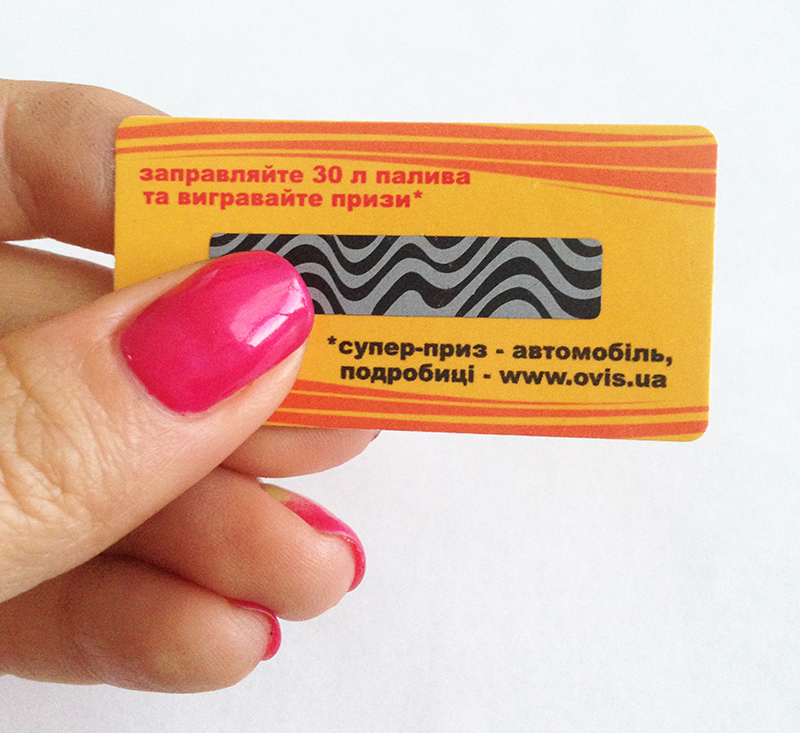 заправляйте 30 л палива
та вигравайте призи*
*супер-приз - автомобіль,
подробиці - www.ovis.ua